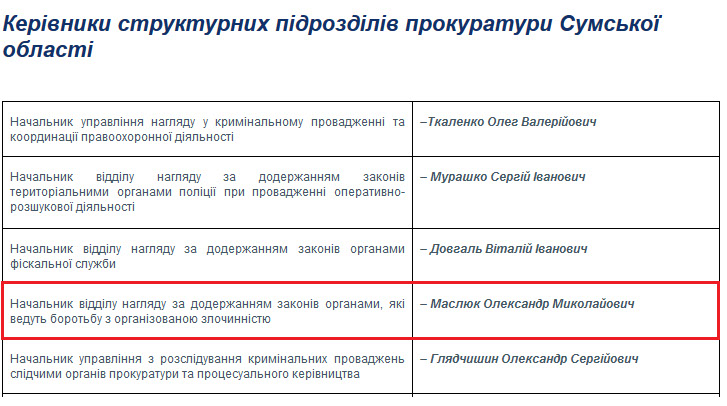 Керівники структурних підрозділів прокуратури Сумської
області
Начальник управління нагляду у кримінальному провадженні та
координації правоохоронної діяльності
–Ткаленко Олег Валерійович
Начальник відділу нагляду за додержанням законів
територіальними органами поліції при провадженні оперативно-
розшукової діяльності
– Мурашко Сергій Іванович
Начальник відділу нагляду за додержанням законів органами
фіскальної служби
– Довгаль Віталій Іванович
Начальник відділу нагляду за додержанням законів органами, які
ведуть боротьбу з організованою злочинністю
– Маслюк Олександр Миколайович
Начальник управління з розслідування кримінальних проваджень
слідчими органів прокуратури та процесуального керівництва
– Глядчишин Олександр Сергійович